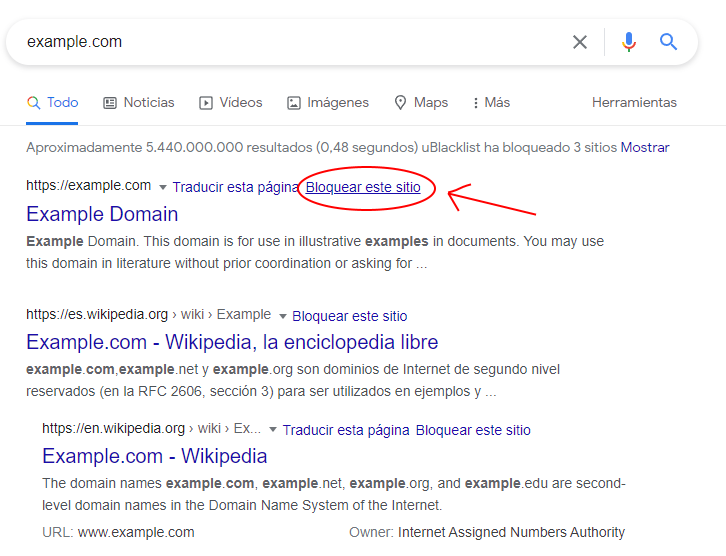 example.com
Todo Noticias Vídeos Imágenes Maps Más Herramientas
Aproximadamente 5.440.000.000 resultados (0,48 segundos) uBlacklist ha bloqueado 3 sitios Mostrar
https://example.com Traducir esta página Bloquear este sitio
Example Domain
Example Domain. This domain is for use in illustrative examples in documents. You may use
this domain in literature without prior coordination or asking for ...
https://es.wikipedia.org › wiki › Example Bloquear este sitio
Example.com - Wikipedia, la enciclopedia libre
example.com,example.net y example.org son dominios de Internet de segundo nivel
reservados (en la RFC 2606, sección 3) para ser utilizados en ejemplos y ...
https://en.wikipedia.org › wiki › Ex... Traducir esta página Bloquear este sitio
Example.com - Wikipedia
The domain names example.com, example.net, example.org, and example.edu are second-
level domain names in the Domain Name System of the Internet.
URL: www.example.com Owner: Internet Assigned Numbers Authority